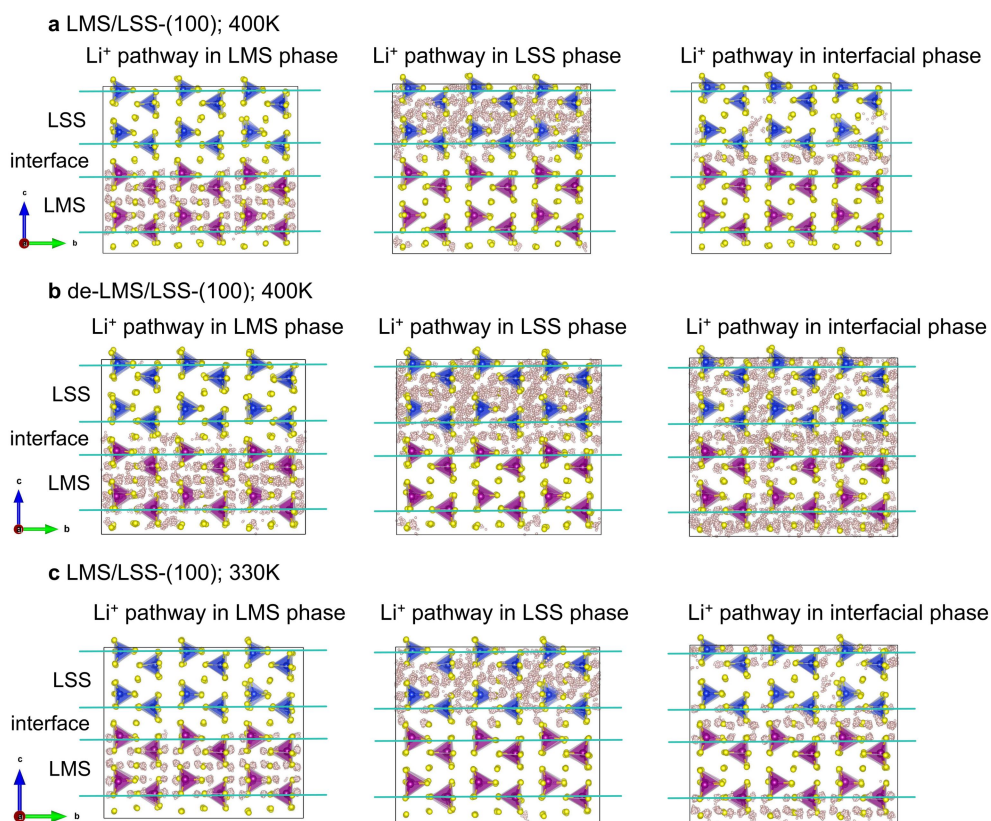 a LMS/LSS-(100); 400K
Li⁺ pathway in LMS phase
Li⁺ pathway in LSS phase
Li⁺ pathway in interfacial phase
LSS
interface
LMS
c
a
b
b de-LMS/LSS-(100); 400K
Li⁺ pathway in LMS phase
Li⁺ pathway in LSS phase
Li⁺ pathway in interfacial phase
LSS
interface
LMS
c
a
b
c LMS/LSS-(100); 330K
Li⁺ pathway in LMS phase
Li⁺ pathway in LSS phase
Li⁺ pathway in interfacial phase
LSS
interface
LMS
c
a
b